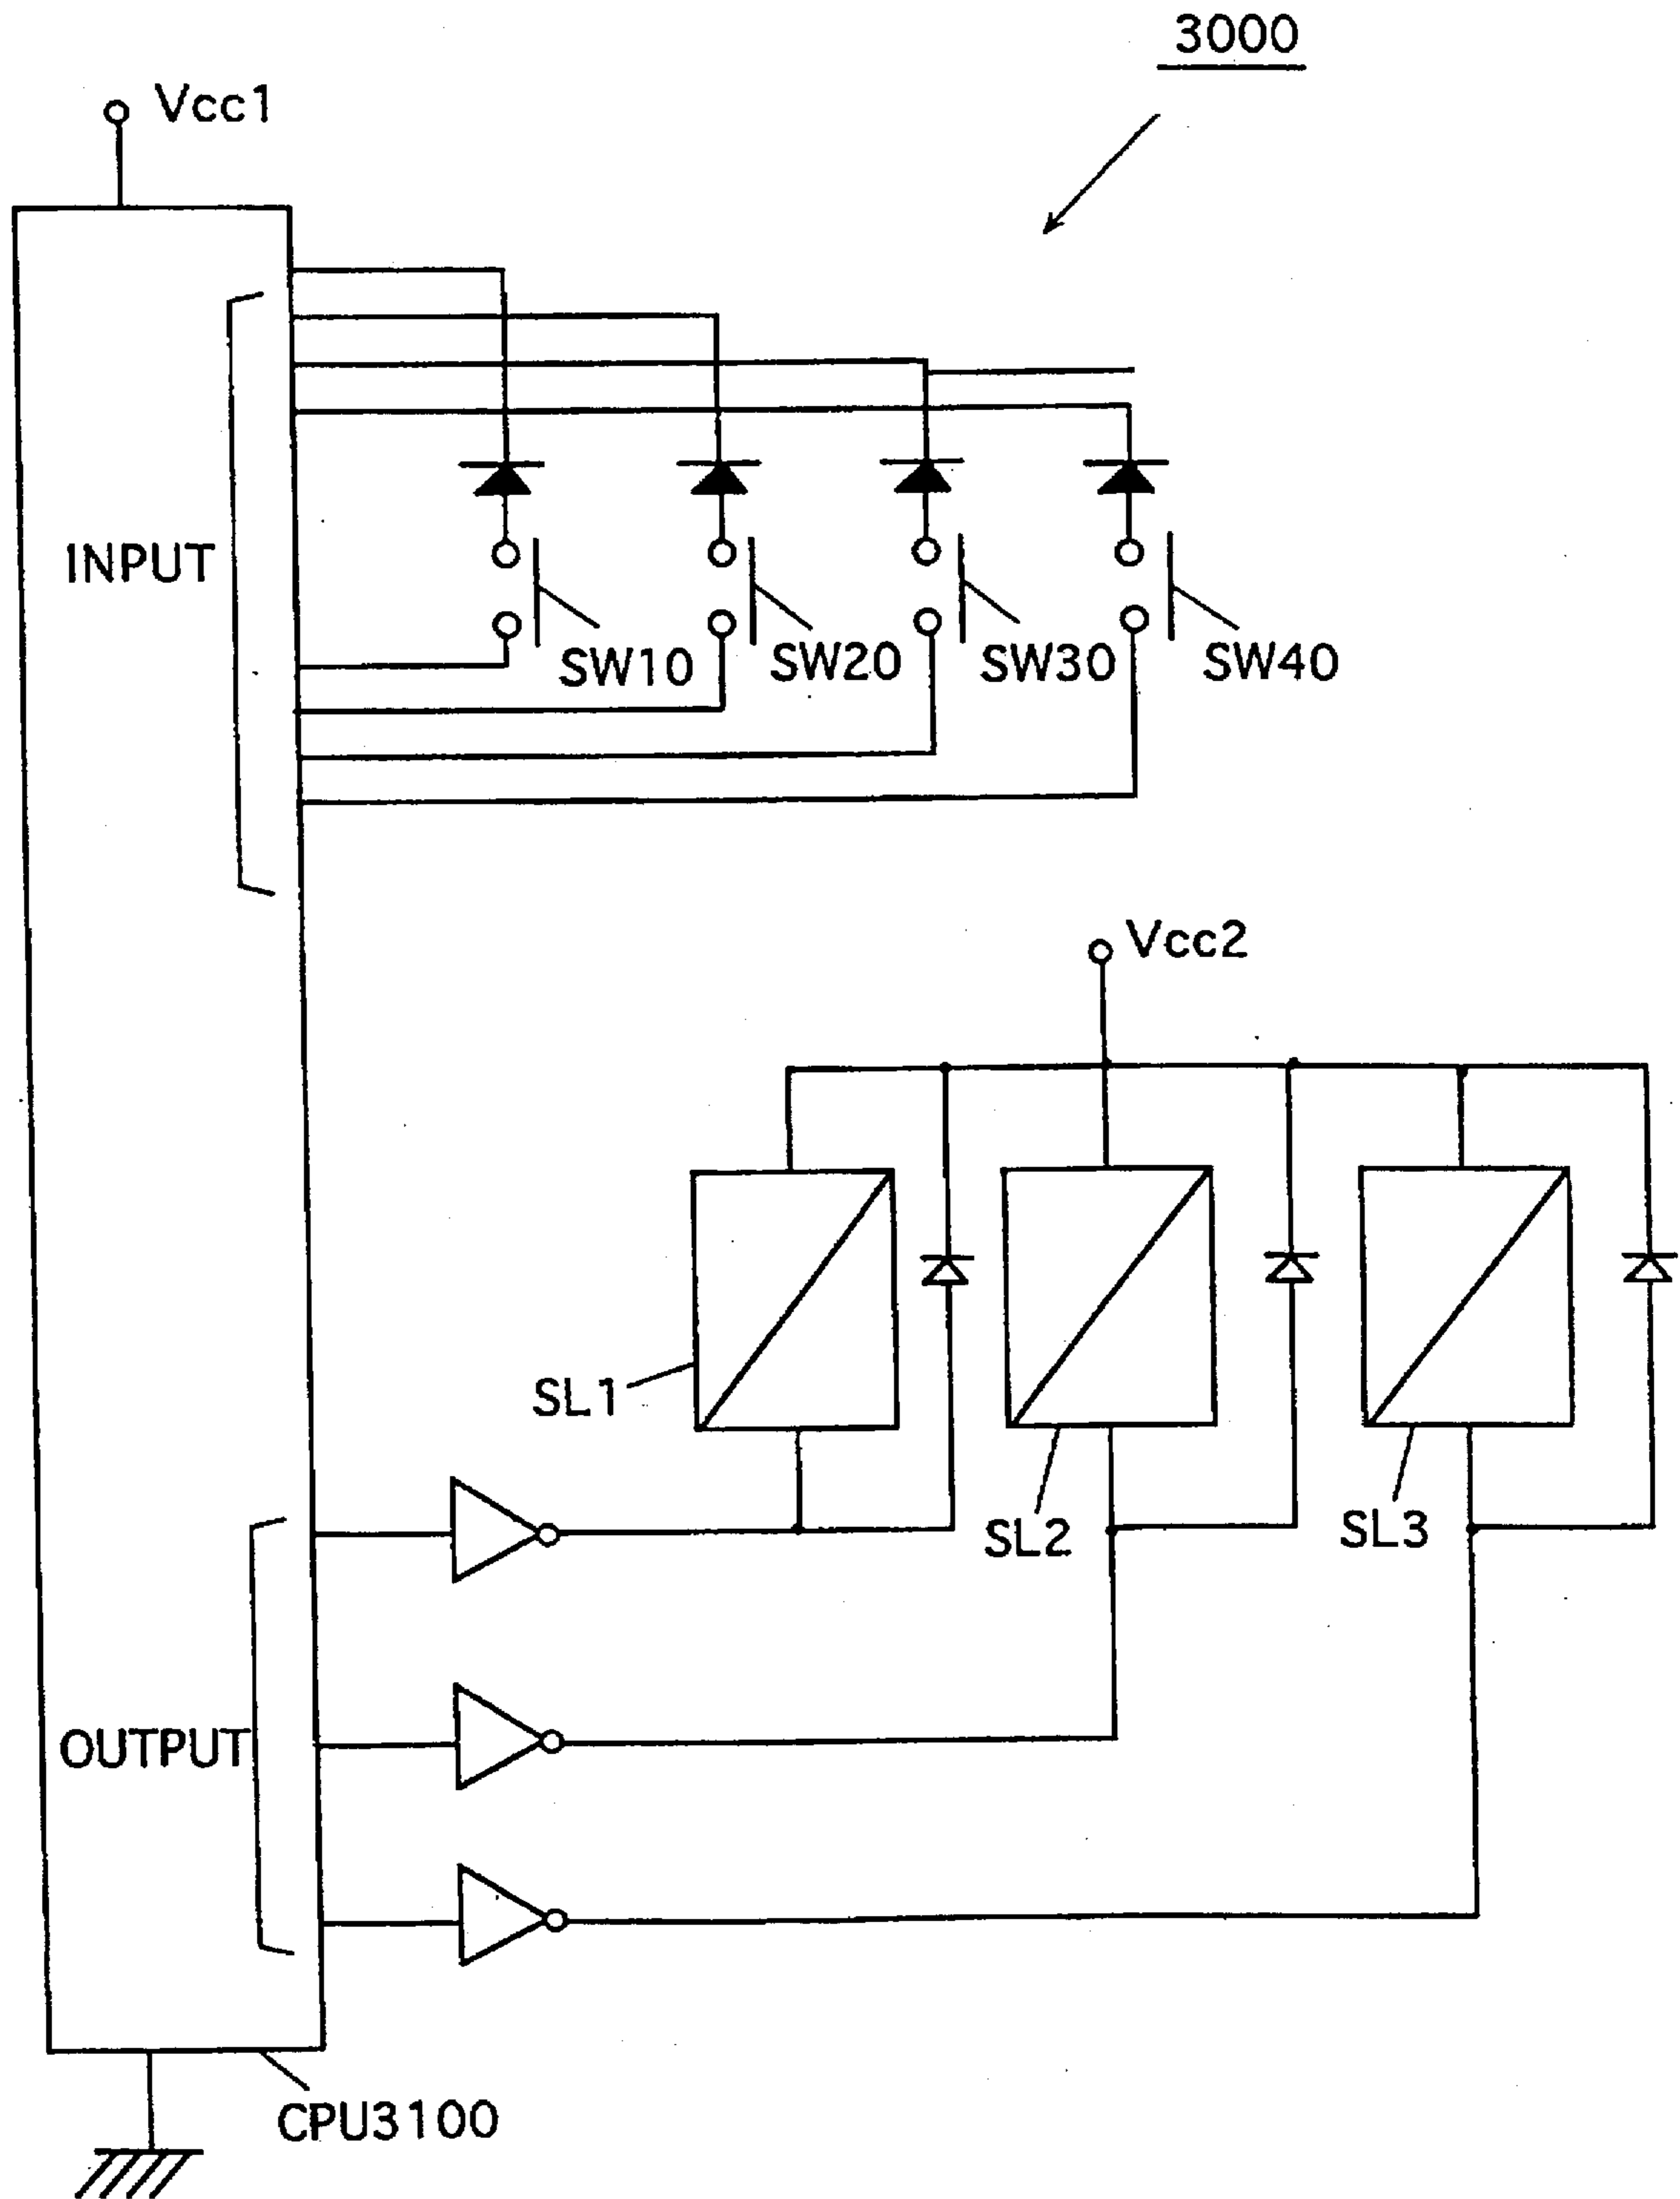 3000
Vcc1
INPUT
SW10
SW20
SW30
SW40
Vcc2
SL1
SL2
SL3
OUTPUT
CPU3100